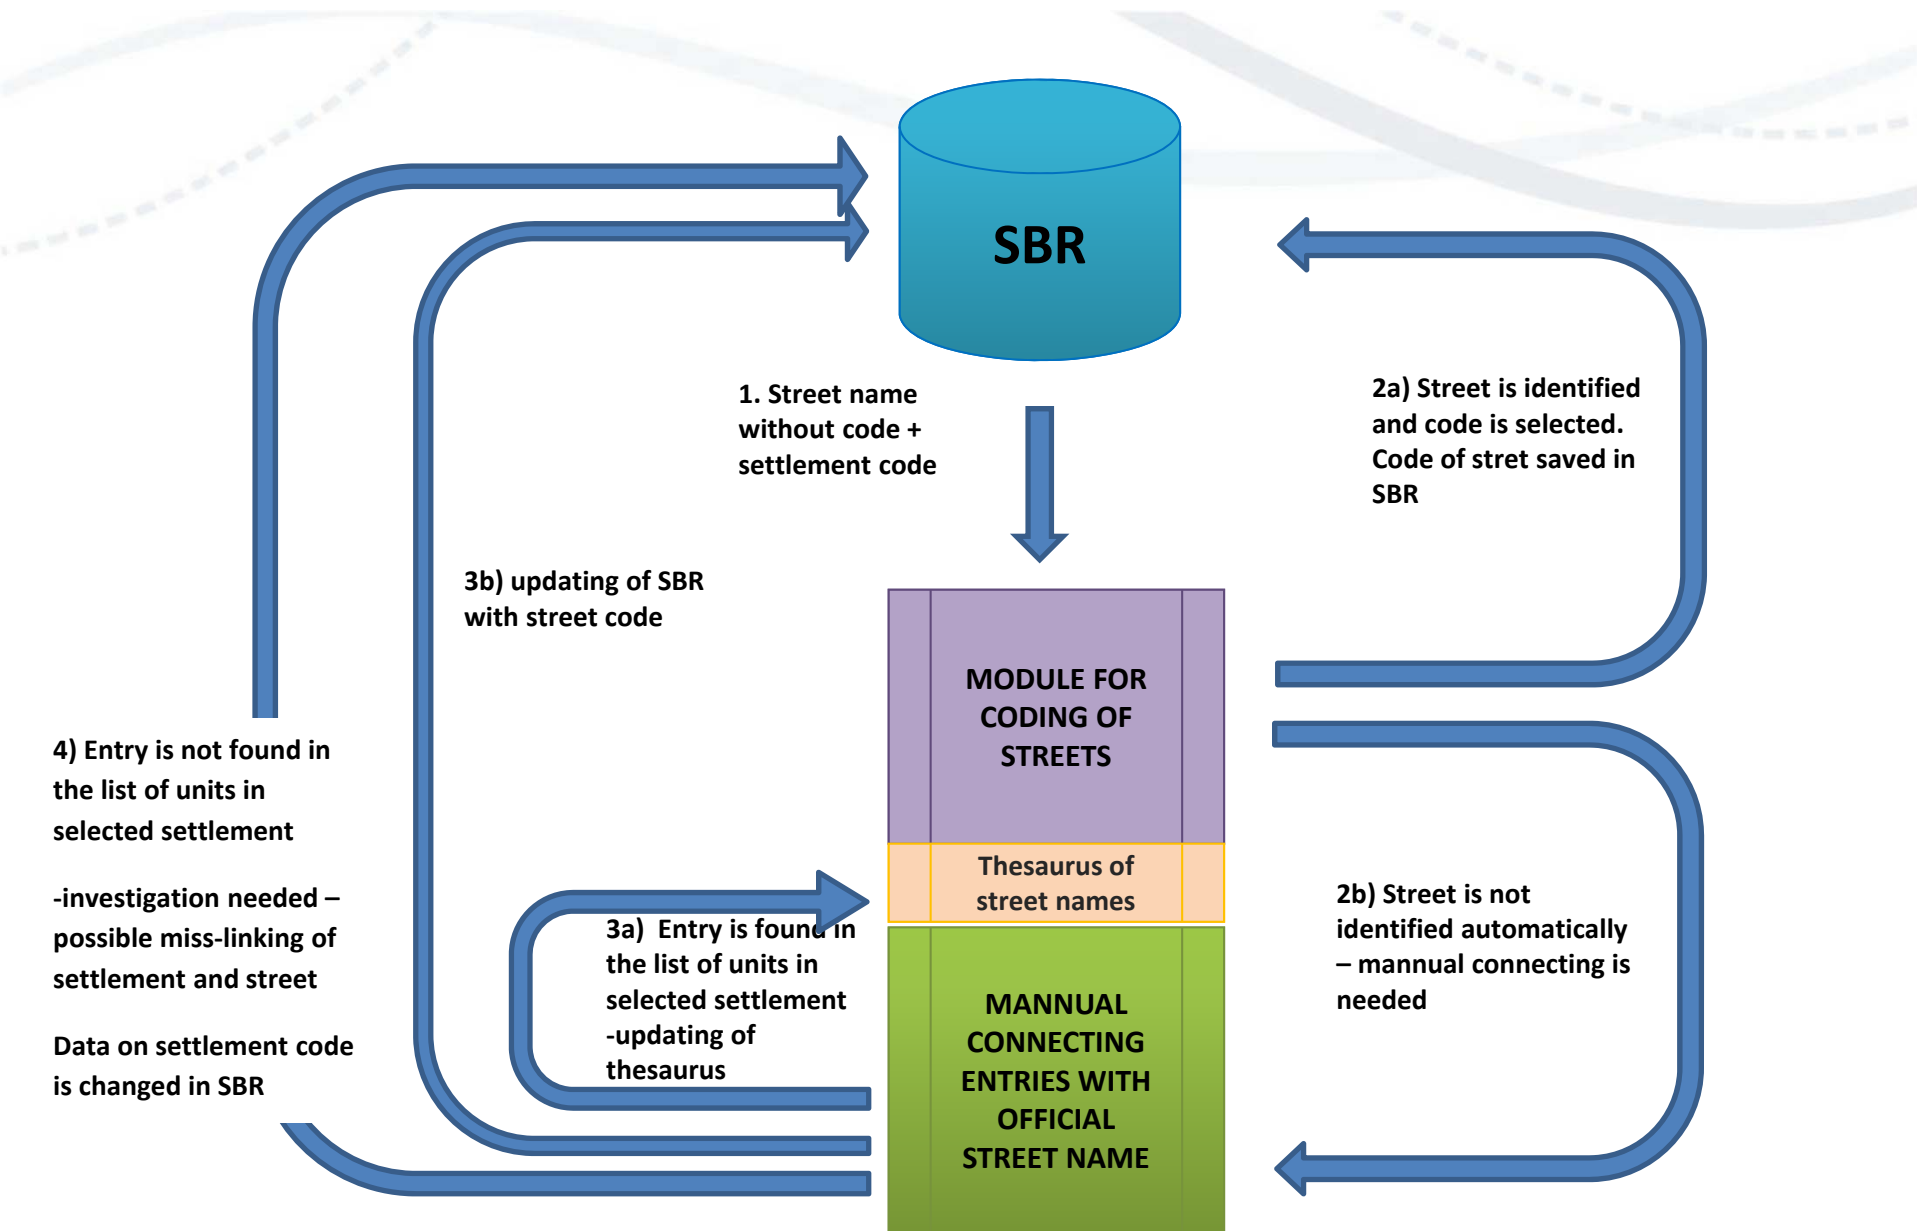 SBR
1. Street name
without code +
settlement code
2a) Street is identified
and code is selected.
Code of stret saved in
SBR
3b) updating of SBR
with street code
MODULE FOR
CODING OF
STREETS
4) Entry is not found in
the list of units in
selected settlement
-investigation needed –
possible miss-linking of
settlement and street
Data on settlement code
is changed in SBR
Thesaurus of
street names
3a) Entry is found in
the list of units in
selected settlement
-updating of
thesaurus
2b) Street is not
identified automatically
– mannual connecting is
needed
MANNUAL
CONNECTING
ENTRIES WITH
OFFICIAL
STREET NAME